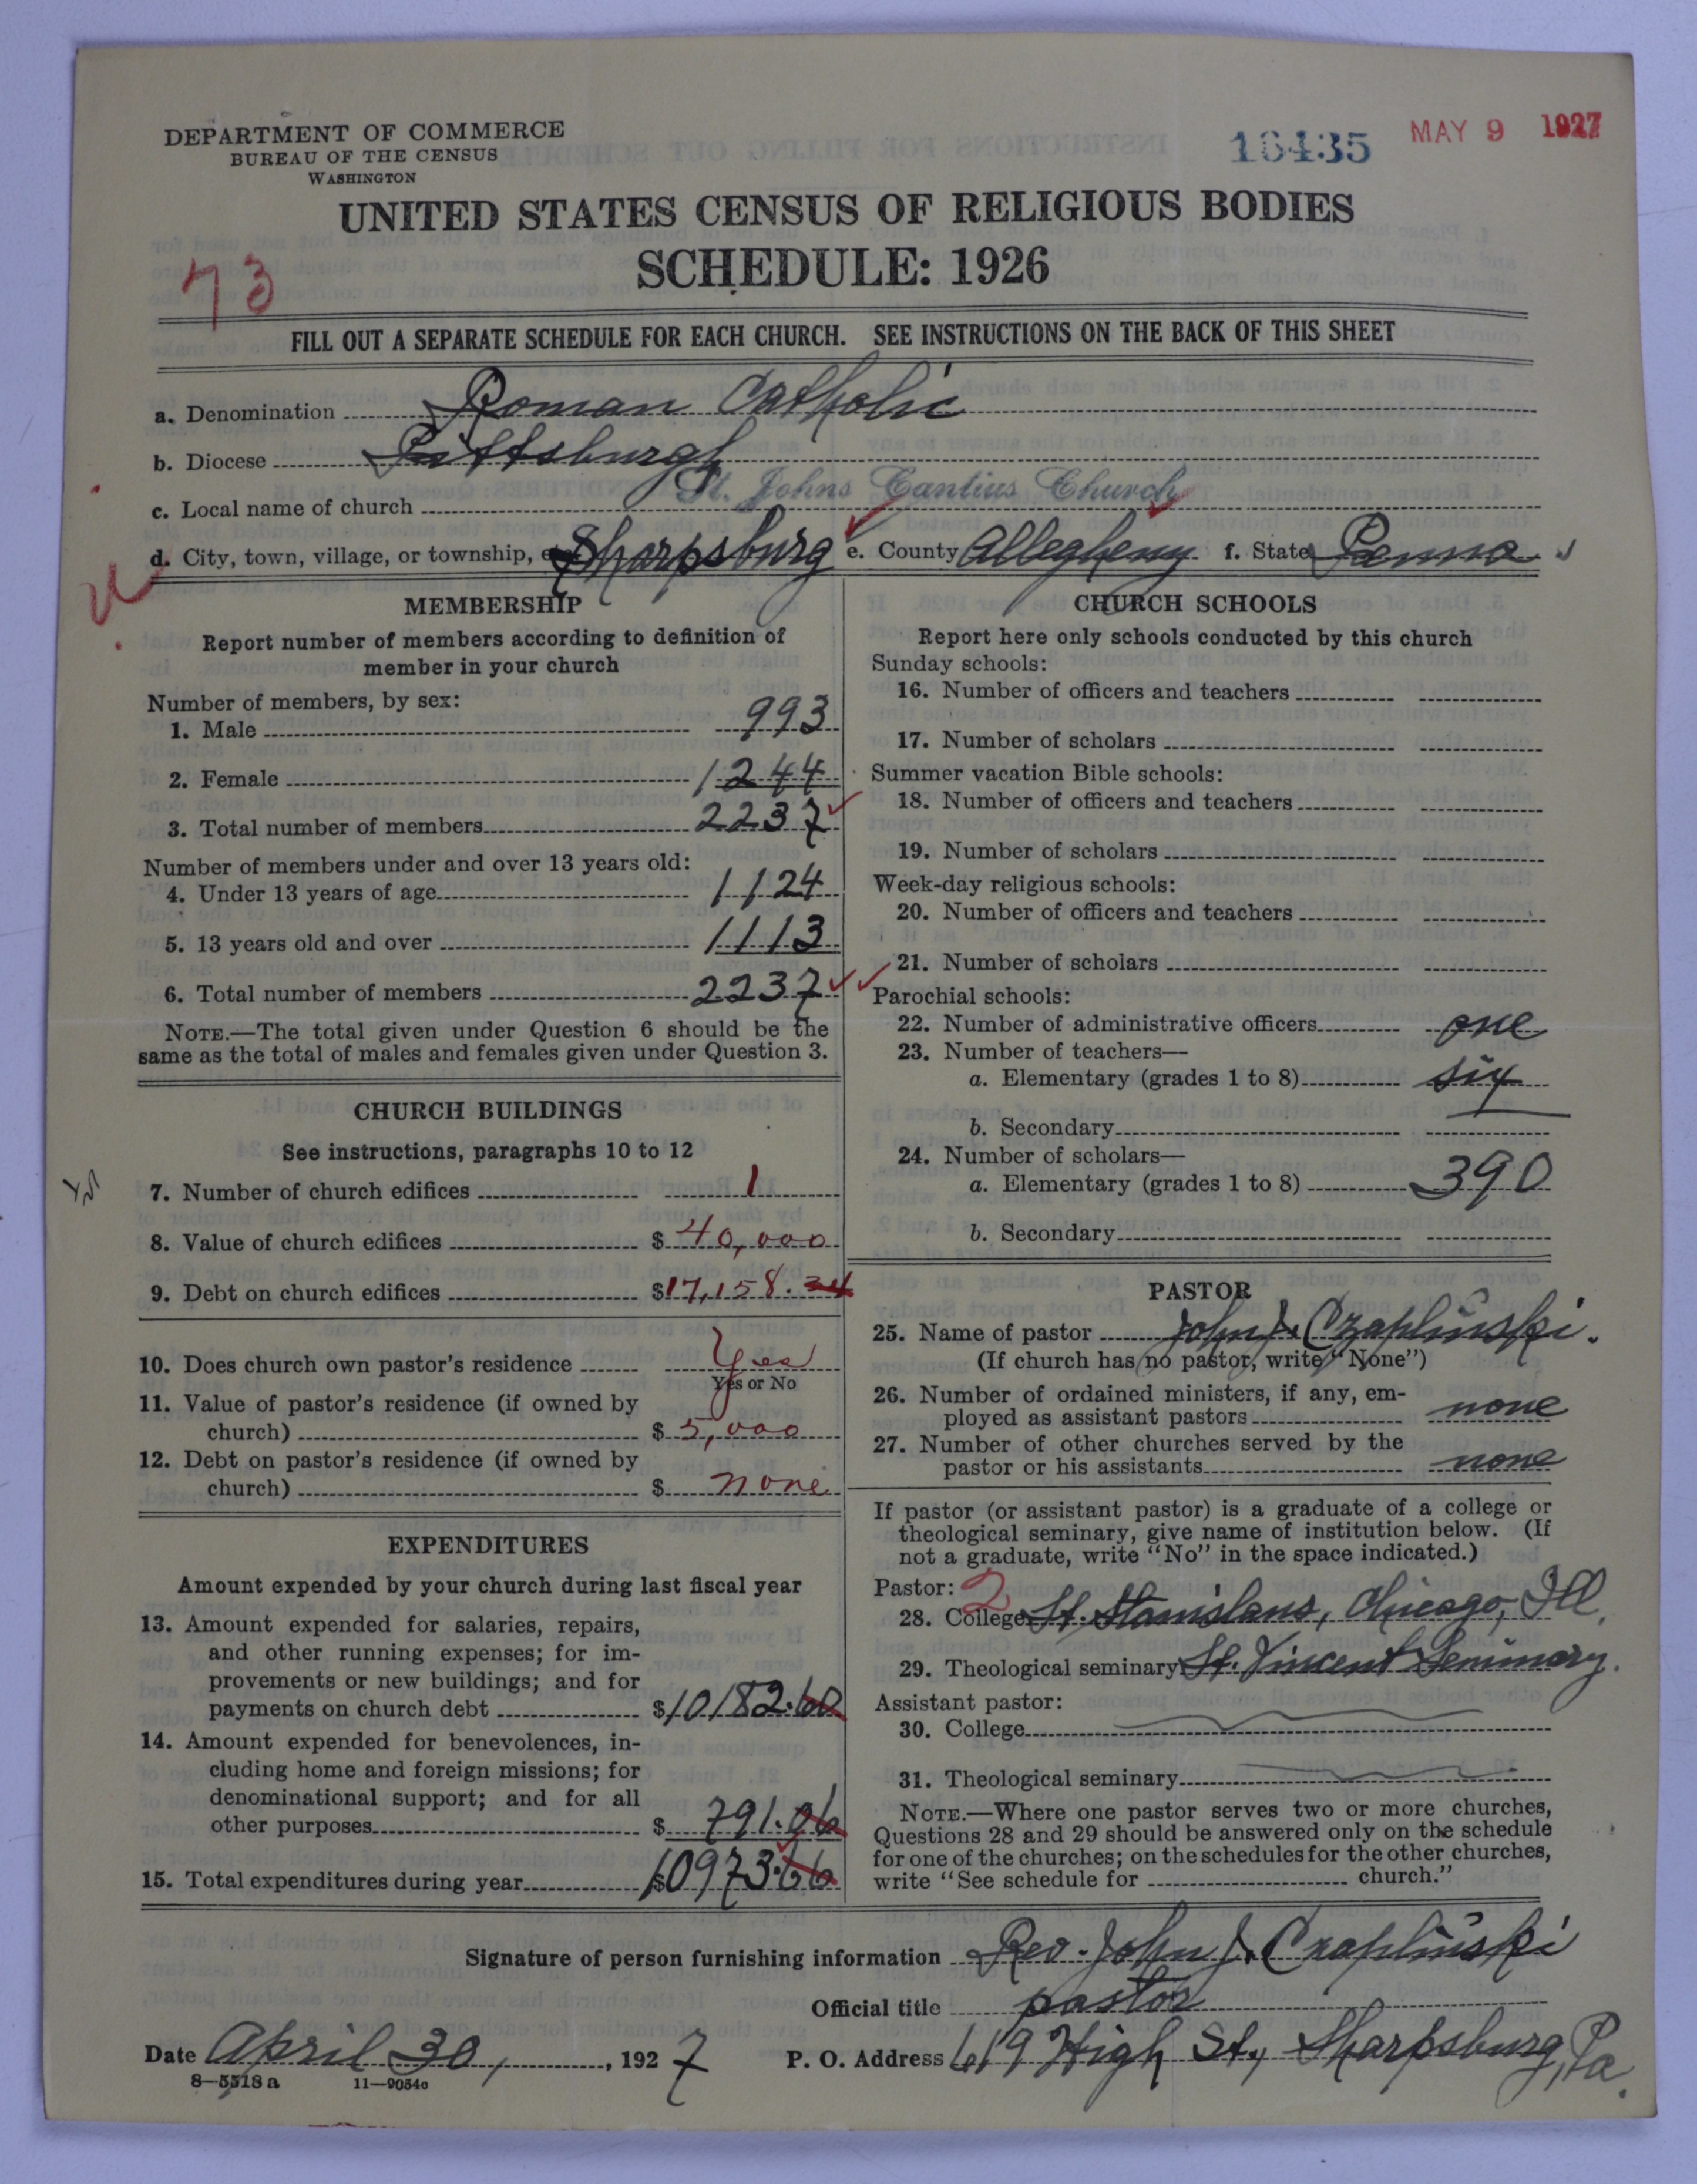 DEPARTMENT OF COMMERCE
BUREAU OF THE CENSUS
WASHINGTON
16435 MAY 9 1927
UNITED STATES CENSUS OF RELIGIOUS BODIES
SCHEDULE: 1926
73
FILL OUT A SEPARATE SCHEDULE FOR EACH CHURCH. SEE INSTRUCTIONS ON THE BACK OF THIS SHEET
a. Denomination Roman Catholic
b. Diocese Pittsburgh
c. Local name of church St. Johns Cantius Church
d. City, town, village, or township, etc. Sharpsburg e. County Allegheny f. State Penna
MEMBERSHIP
Report number of members according to definition of
member in your church
Number of members, by sex:
1. Male 993
2. Female 1244
3. Total number of members 2237
Number of members under and over 13 years old:
4. Under 13 years of age 1124
5. 13 years old and over 1113
6. Total number of members 2237
NOTE.—The total given under Question 6 should be the
same as the total of males and females given under Question 3.
CHURCH BUILDINGS
See instructions, paragraphs 10 to 12
7. Number of church edifices 1
8. Value of church edifices $ 40,000
9. Debt on church edifices $17,158.34
10. Does church own pastor's residence Yes
Yes or No
11. Value of pastor's residence (if owned by
church) $ 5,000
12. Debt on pastor's residence (if owned by
church) $ none
EXPENDITURES
Amount expended by your church during last fiscal year
13. Amount expended for salaries, repairs,
and other running expenses; for im-
provements or new buildings; and for
payments on church debt $10182.60
14. Amount expended for benevolences, in-
cluding home and foreign missions; for
denominational support; and for all
other purposes $ 791.06
15. Total expenditures during year $10973.66
CHURCH SCHOOLS
Report here only schools conducted by this church
Sunday schools:
16. Number of officers and teachers
17. Number of scholars
Summer vacation Bible schools:
18. Number of officers and teachers
19. Number of scholars
Week-day religious schools:
20. Number of officers and teachers
21. Number of scholars
Parochial schools:
22. Number of administrative officers one
23. Number of teachers—
a. Elementary (grades 1 to 8) six
b. Secondary
24. Number of scholars—
a. Elementary (grades 1 to 8) 390
b. Secondary
PASTOR
25. Name of pastor John J. Czaplinski.
(If church has no pastor, write "None")
26. Number of ordained ministers, if any, em-
ployed as assistant pastors none
27. Number of other churches served by the
pastor or his assistants none
If pastor (or assistant pastor) is a graduate of a college or
theological seminary, give name of institution below. (If
not a graduate, write "No" in the space indicated.)
Pastor: 2
28. College St. Stanislaus, Chicago, Ill.
29. Theological seminary St. Vincent Seminary.
Assistant pastor:
30. College
31. Theological seminary
NOTE.—Where one pastor serves two or more churches,
Questions 28 and 29 should be answered only on the schedule
for one of the churches; on the schedules for the other churches,
write "See schedule for church."
Signature of person furnishing information Rev. John J. Czaplinski
Official title pastor
Date April 30, , 1927 P. O. Address 619 High St., Sharpsburg, Pa.
8—5518 a 11—9054c